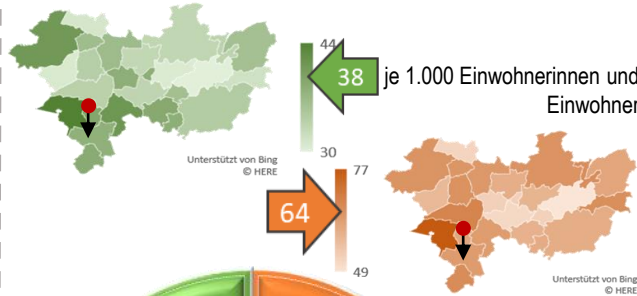 44
38
je 1.000 Einwohnerinnen und
Einwohner
30
Unterstützt von Bing
© HERE
77
64
49
Unterstützt von Bing
© HERE